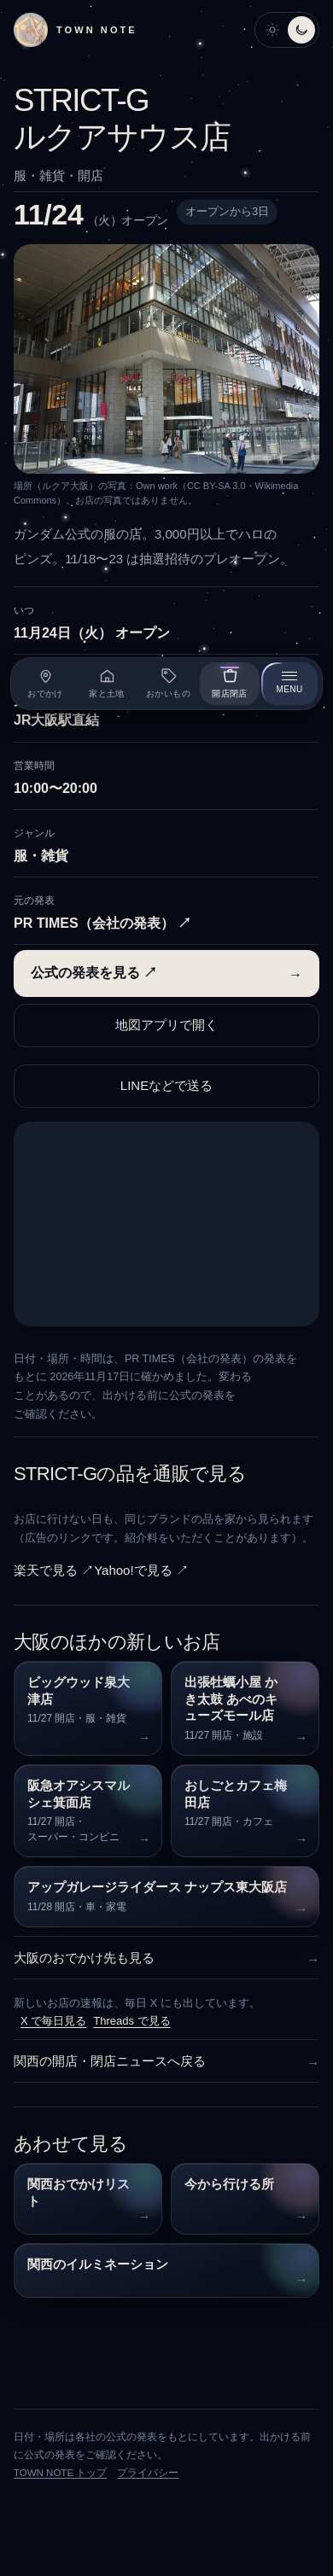 TOWN NOTE
STRICT-G
ルクアサウス店
服・雑貨・開店
11/24（火）オープン オープンから3日
場所（ルクア大阪）の写真：Own work（CC BY-SA 3.0・Wikimedia
Commons）。お店の写真ではありません。
ガンダム公式の服の店。3,000円以上でハロの
ピンズ。11/18〜23 は抽選招待のプレオープン。
いつ
11月24日（火） オープン
おでかけ 家と土地 おかいもの 開店閉店 MENU
JR大阪駅直結
営業時間
10:00〜20:00
ジャンル
服・雑貨
元の発表
PR TIMES（会社の発表） ↗
公式の発表を見る ↗ →
地図アプリで開く
LINEなどで送る
日付・場所・時間は、PR TIMES（会社の発表）の発表を
もとに 2026年11月17日に確かめました。変わる
ことがあるので、出かける前に公式の発表を
ご確認ください。
STRICT-Gの品を通販で見る
お店に行けない日も、同じブランドの品を家から見られます
（広告のリンクです。紹介料をいただくことがあります）。
楽天で見る ↗Yahoo!で見る ↗
大阪のほかの新しいお店
ビッグウッド泉大
津店
11/27 開店・服・雑貨
→
出張牡蠣小屋 か
き太鼓 あべのキ
ューズモール店
11/27 開店・施設
→
阪急オアシスマル
シェ箕面店
11/27 開店・
スーパー・コンビニ
→
おしごとカフェ梅
田店
11/27 開店・カフェ
→
アップガレージライダース ナップス東大阪店
11/28 開店・車・家電
→
大阪のおでかけ先も見る →
新しいお店の速報は、毎日 X にも出しています。
X で毎日見る Threads で見る
関西の開店・閉店ニュースへ戻る →
あわせて見る
関西おでかけリス
ト
→
今から行ける所
→
関西のイルミネーション
→
日付・場所は各社の公式の発表をもとにしています。出かける前
に公式の発表をご確認ください。
TOWN NOTE トップ プライバシー